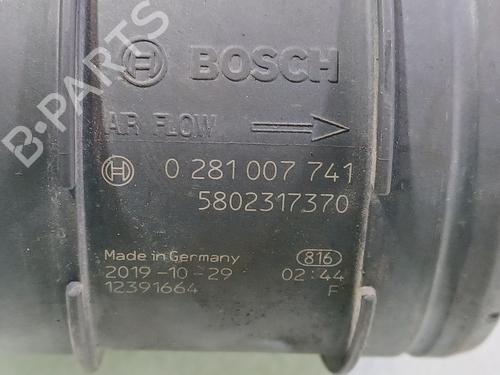 BOSCH
AIR FLOW
B-PARTS
0 281 007 741
5802317370
Made in Germany
816
2019-10-29
02:44
12391664
F